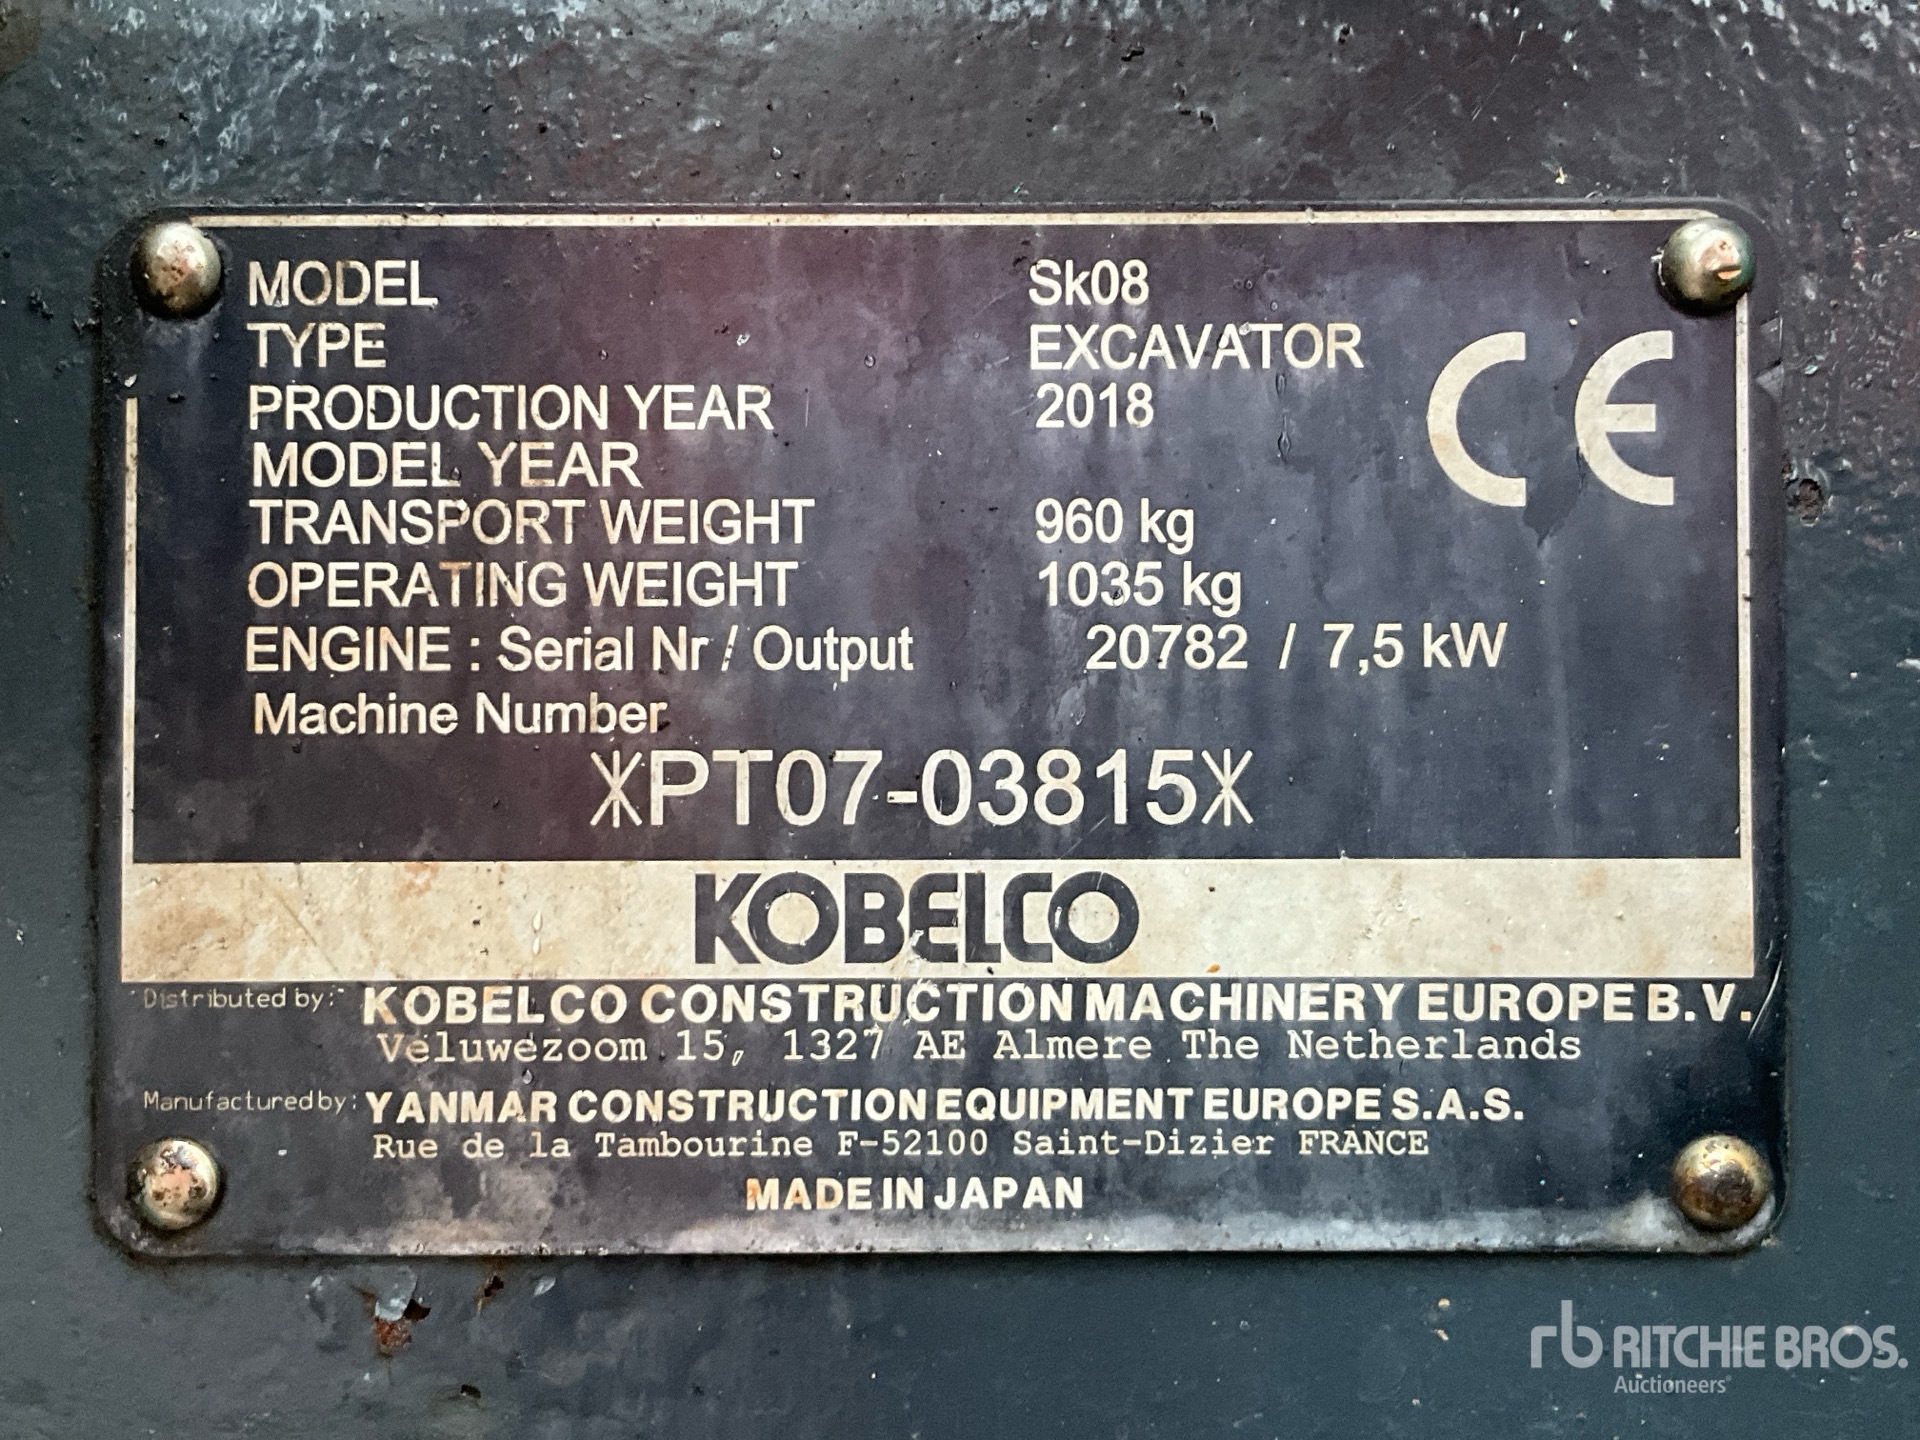 MODEL Sk08
TYPE EXCAVATOR
PRODUCTION YEAR 2018
MODEL YEAR
TRANSPORT WEIGHT 960 kg
OPERATING WEIGHT 1035 kg
ENGINE : Serial Nr / Output 20782 / 7,5 kW
Machine Number
*PT07-03815*
CE
KOBELCO
Distributed by: KOBELCO CONSTRUCTION MACHINERY EUROPE B.V.
Veluwezoom 15, 1327 AE Almere The Netherlands
Manufactured by: YANMAR CONSTRUCTION EQUIPMENT EUROPE S.A.S.
Rue de la Tambourine F-52100 Saint-Dizier FRANCE
MADE IN JAPAN
rb RITCHIE BROS.
Auctioneers